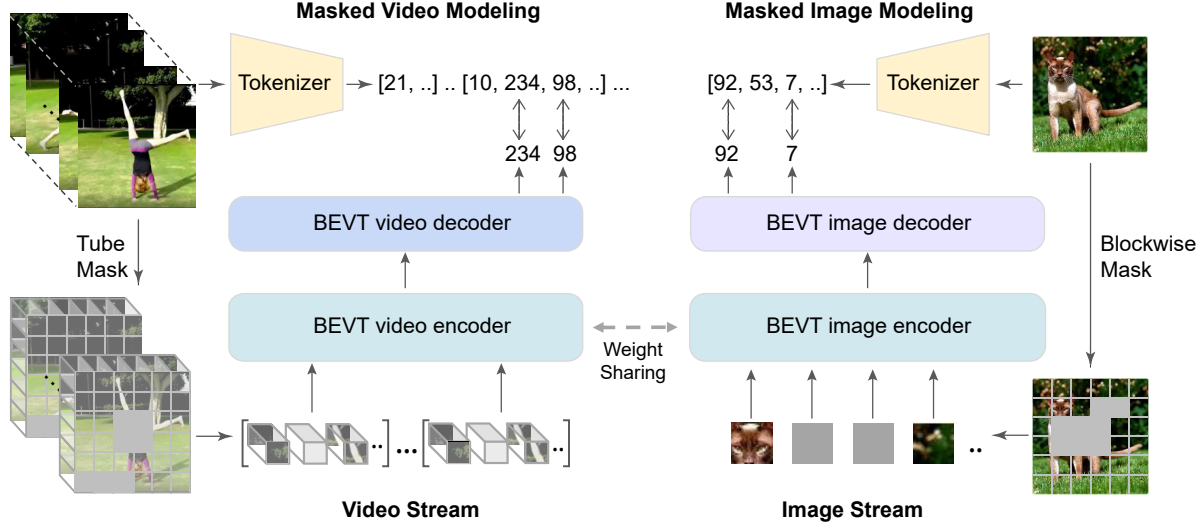 Masked Video Modeling
Masked Image Modeling
Tokenizer
[21, ..] .. [10, 234, 98, ..] ...
[92, 53, 7, ..]
Tokenizer
234 98
92 7
BEVT video decoder
BEVT image decoder
Tube
Mask
Blockwise
Mask
BEVT video encoder
BEVT image encoder
Weight
Sharing
[ .. ] ... [ .. ]
..
Video Stream
Image Stream